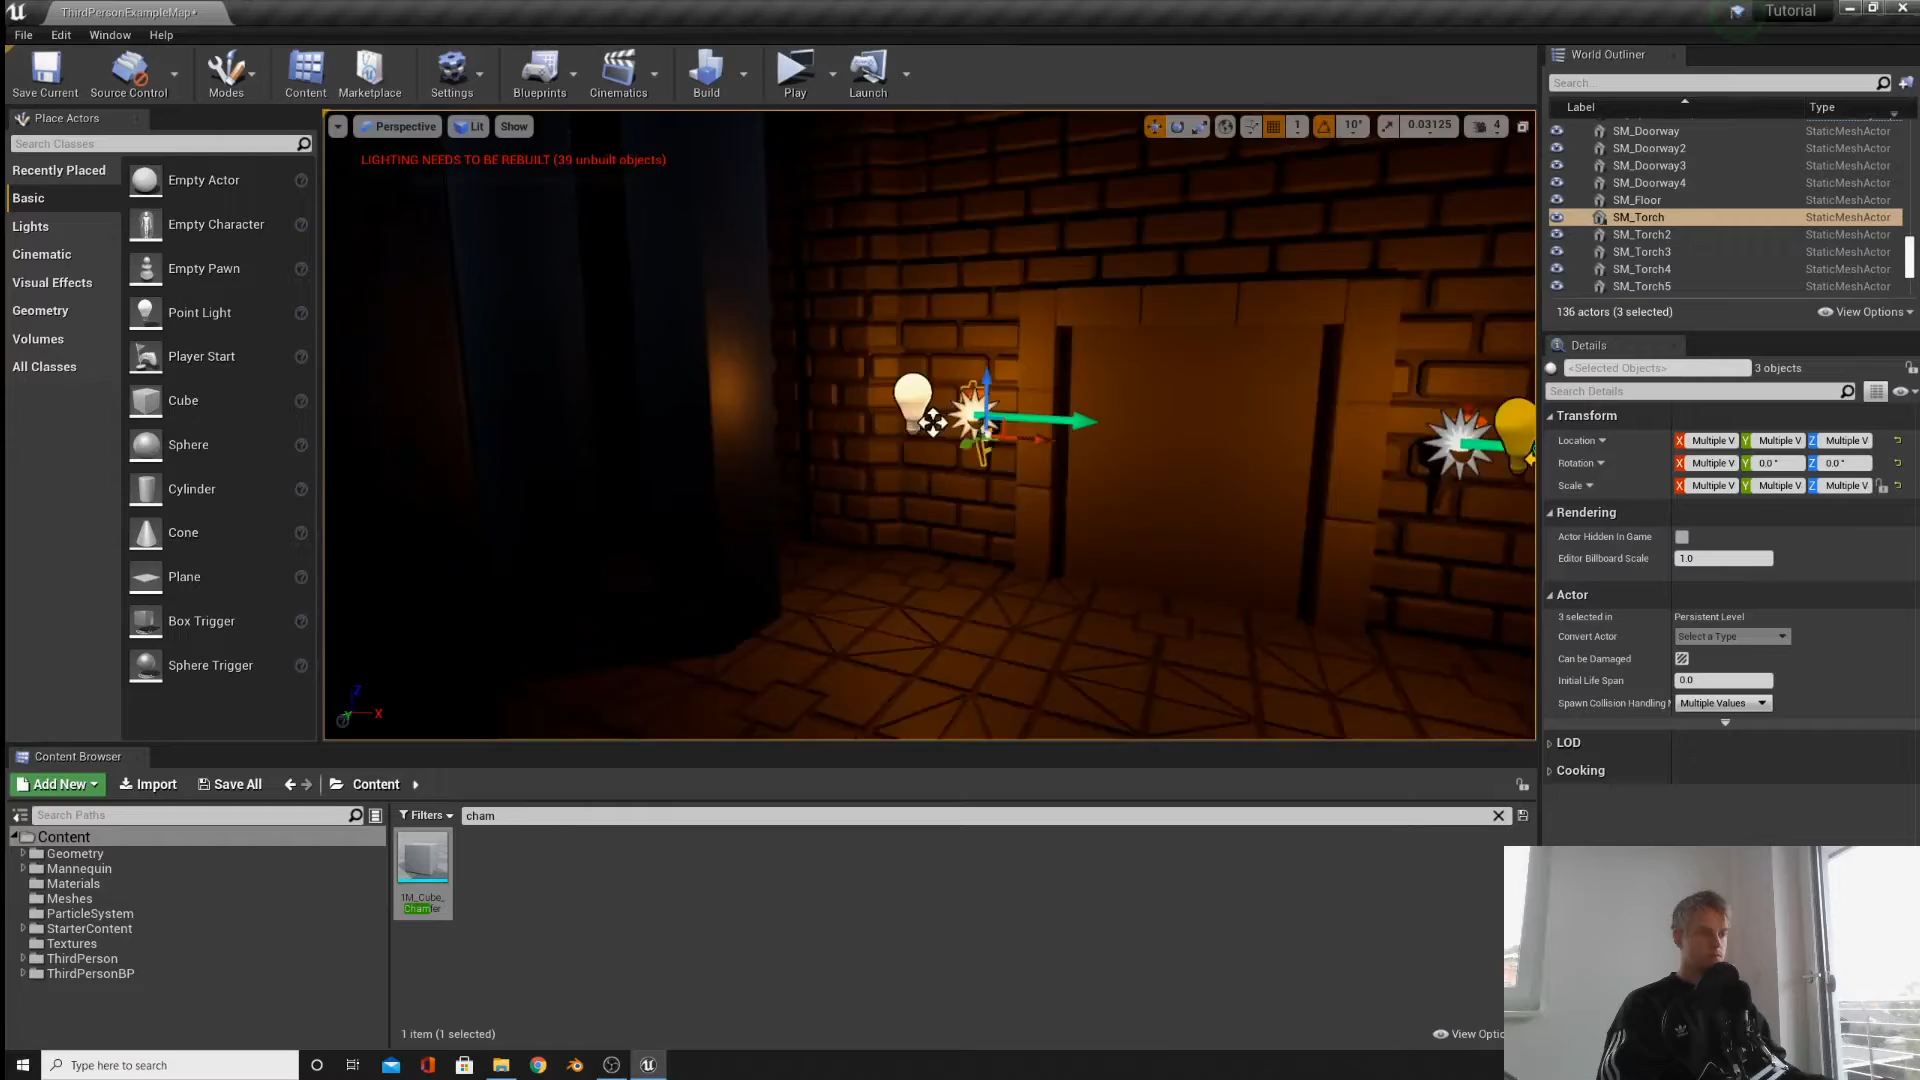 ThirdPersonExampleMap*
Tutorial
File Edit Window Help
Save Current
Source Control
Modes
Content
Marketplace
Settings
Blueprints
Cinematics
Build
Play
Launch
Place Actors
Search Classes
Recently Placed
Basic
Lights
Cinematic
Visual Effects
Geometry
Volumes
All Classes
Empty Actor
Empty Character
Empty Pawn
Point Light
Player Start
Cube
Sphere
Cylinder
Cone
Plane
Box Trigger
Sphere Trigger
Perspective Lit Show
1 10° 0.03125 4
LIGHTING NEEDS TO BE REBUILT (39 unbuilt objects)
Z
Y X
World Outliner
Search...
Label Type
SM_Doorway StaticMeshActor
SM_Doorway2 StaticMeshActor
SM_Doorway3 StaticMeshActor
SM_Doorway4 StaticMeshActor
SM_Floor StaticMeshActor
SM_Torch StaticMeshActor
SM_Torch2 StaticMeshActor
SM_Torch3 StaticMeshActor
SM_Torch4 StaticMeshActor
SM_Torch5 StaticMeshActor
136 actors (3 selected) View Options
Details
<Selected Objects> 3 objects
Search Details
Transform
Location X Multiple V Y Multiple V Z Multiple V
Rotation X Multiple V Y 0.0 ° Z 0.0 °
Scale X Multiple V Y Multiple V Z Multiple V
Rendering
Actor Hidden In Game
Editor Billboard Scale 1.0
Actor
3 selected in Persistent Level
Convert Actor Select a Type
Can be Damaged
Initial Life Span 0.0
Spawn Collision Handling M Multiple Values
LOD
Cooking
Content Browser
Add New Import Save All Content
Search Paths
Filters cham
Content
Geometry
Mannequin
Materials
Meshes
ParticleSystem
StarterContent
Textures
ThirdPerson
ThirdPersonBP
1M_Cube_
Chamfer
1 item (1 selected)
View Optio
Type here to search